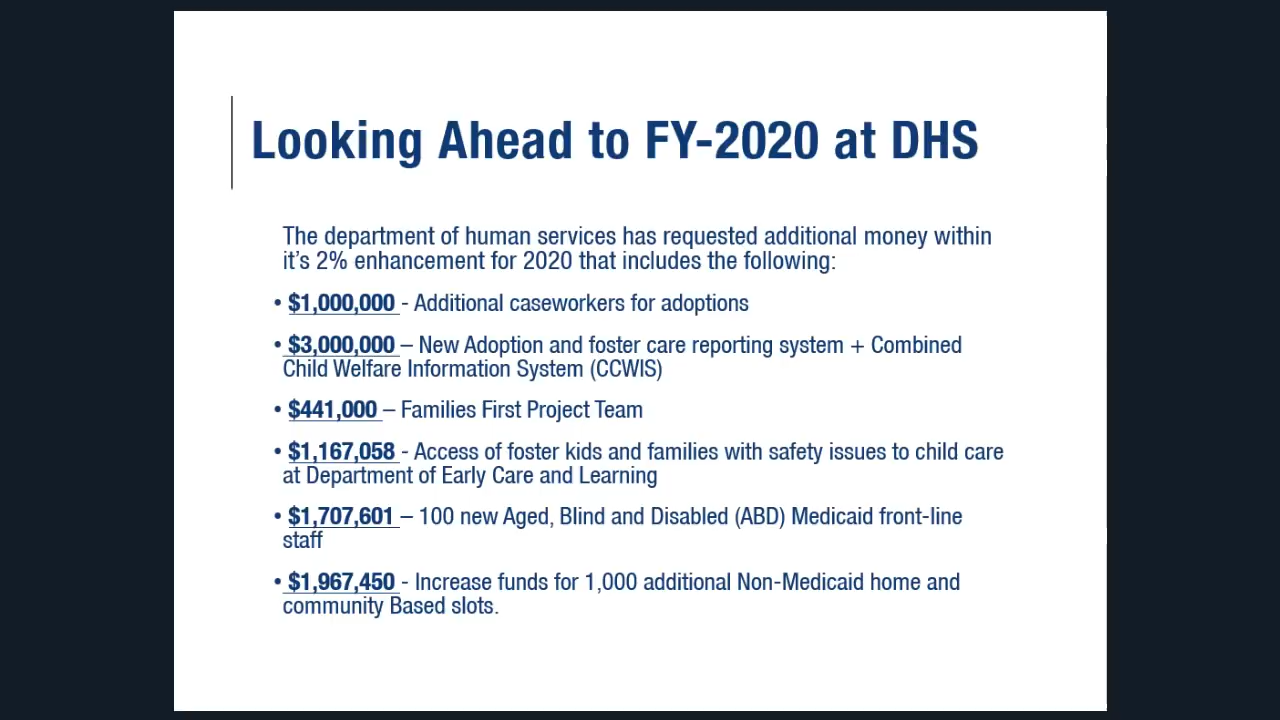 Looking Ahead to FY-2020 at DHS
The department of human services has requested additional money within
it's 2% enhancement for 2020 that includes the following:
• $1,000,000 - Additional caseworkers for adoptions
• $3,000,000 – New Adoption and foster care reporting system + Combined
Child Welfare Information System (CCWIS)
• $441,000 – Families First Project Team
• $1,167,058 - Access of foster kids and families with safety issues to child care
at Department of Early Care and Learning
• $1,707,601 – 100 new Aged, Blind and Disabled (ABD) Medicaid front-line
staff
• $1,967,450 - Increase funds for 1,000 additional Non-Medicaid home and
community Based slots.